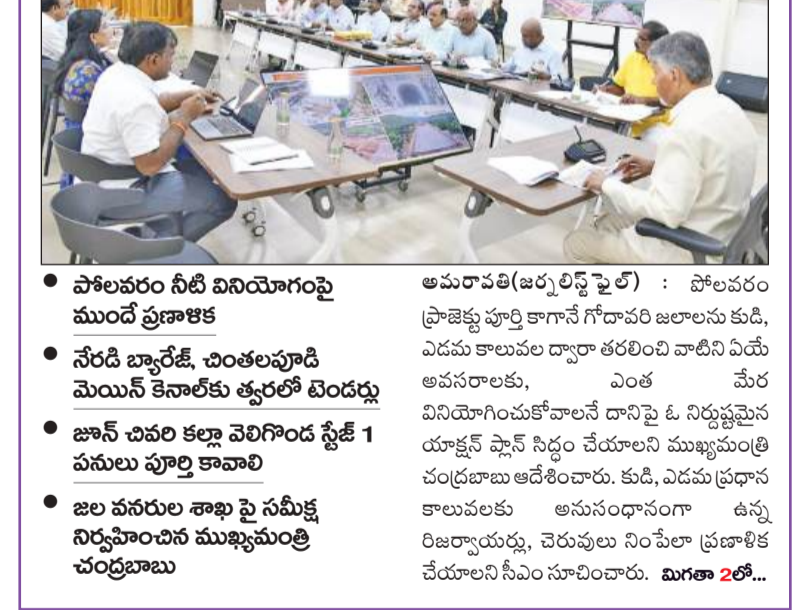 ● పోలవరం నీటి వినియోగంపై
ముందే ప్రణాళిక
● నేరడి బ్యారేజ్, చింతలపూడి
మెయిన్ కెనాల్‌కు త్వరలో టెండర్లు
● జూన్ చివరి కల్లా వెలిగొండ స్టేజ్ 1
పనులు పూర్తి కావాలి
● జల వనరుల శాఖ పై సమీక్ష
నిర్వహించిన ముఖ్యమంత్రి
చంద్రబాబు
అమరావతి(జర్నలిస్ట్‌ఫైల్) : పోలవరం
ప్రాజెక్టు పూర్తి కాగానే గోదావరి జలాలను కుడి,
ఎడమ కాలువల ద్వారా తరలించి వాటిని ఏయే
అవసరాలకు, ఎంత మేర
వినియోగించుకోవాలనే దానిపై ఓ నిర్దుష్టమైన
యాక్షన్ ప్లాన్ సిద్ధం చేయాలని ముఖ్యమంత్రి
చంద్రబాబు ఆదేశించారు. కుడి, ఎడమ ప్రధాన
కాలువలకు అనుసంధానంగా ఉన్న
రిజర్వాయర్లు, చెరువులు నింపేలా ప్రణాళిక
చేయాలని సీఎం సూచించారు. మిగతా 2లో...